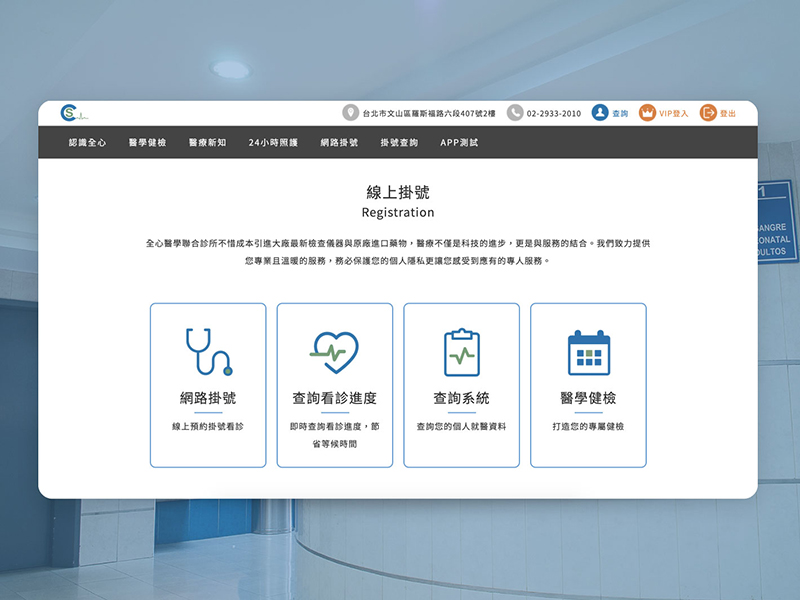 台北市文山區羅斯福路六段407號2樓
02-2933-2010
查詢
VIP登入
登出
認識全心
醫學健檢
醫療新知
24小時照護
網路掛號
掛號查詢
APP測試
線上掛號
Registration
全心醫學聯合診所不惜成本引進大廠最新檢查儀器與原廠進口藥物，醫療不僅是科技的進步，更是與服務的結合。我們致力提供
您專業且溫暖的服務，務必保護您的個人隱私更讓您感受到應有的專人服務。
網路掛號
線上預約掛號看診
查詢看診進度
即時查詢看診進度，節
省等候時間
查詢系統
查詢您的個人就醫資料
醫學健檢
打造您的專屬健檢
1
SANGRE
ONATAL
DULTOS